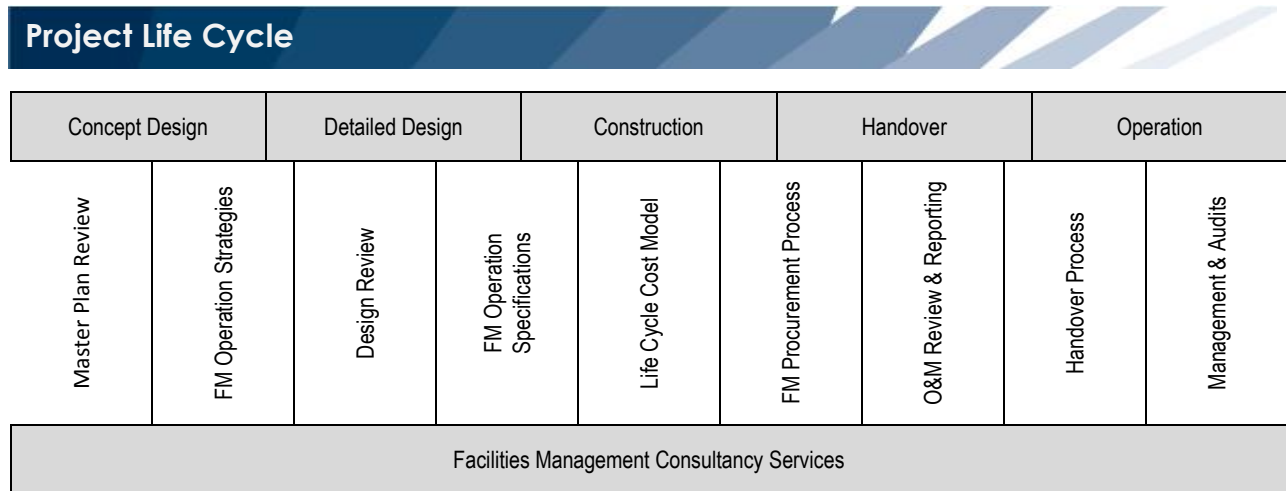 Project Life Cycle
Concept Design
Detailed Design
Construction
Handover
Operation
Master Plan Review
FM Operation Strategies
Design Review
FM Operation
Specifications
Life Cycle Cost Model
FM Procurement Process
O&M Review & Reporting
Handover Process
Management & Audits
Facilities Management Consultancy Services